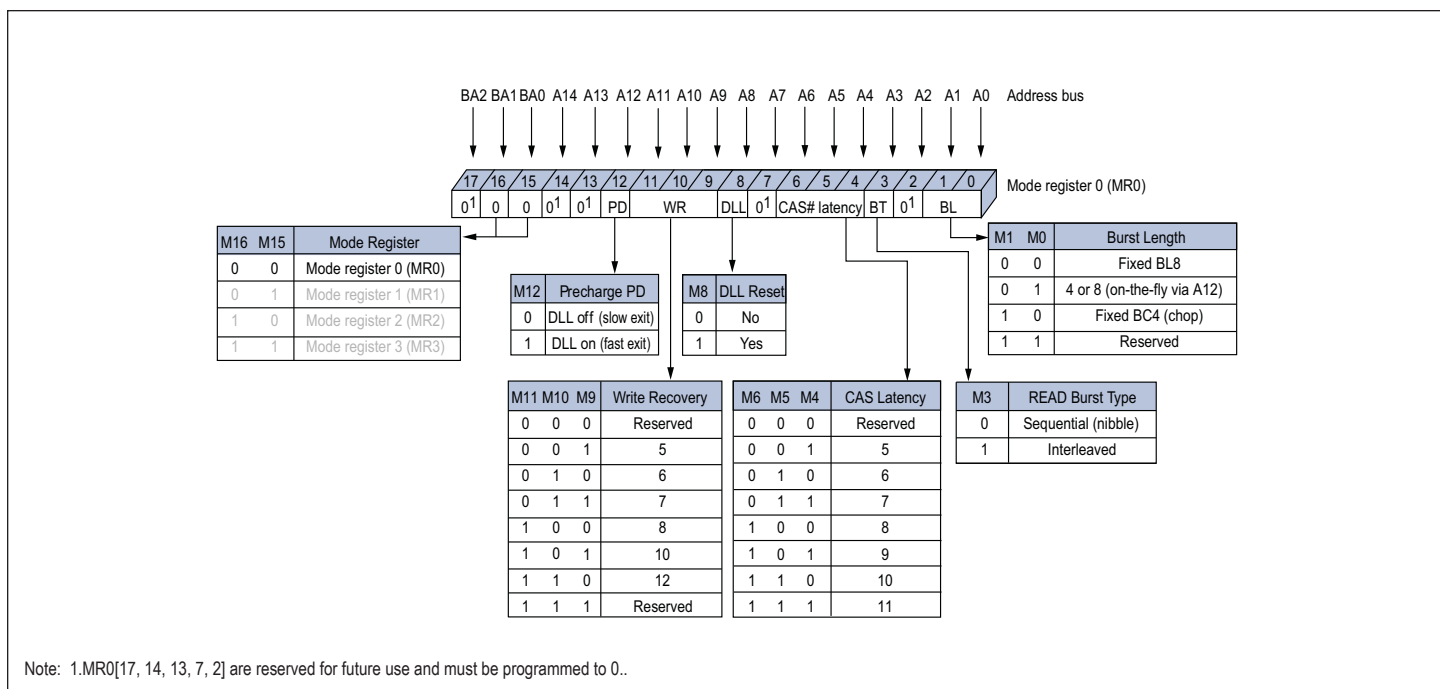 BA2 BA1 BA0 A14 A13 A12 A11 A10 A9 A8 A7 A6 A5 A4 A3 A2 A1 A0 Address bus
17 16 15 14 13 12 11 10 9 8 7 6 5 4 3 2 1 0
Mode register 0 (MR0)
0¹ 0 0 0¹ 0¹ PD WR DLL 0¹ CAS# latency BT 0¹ BL
M16 M15 Mode Register
0 0 Mode register 0 (MR0)
0 1 Mode register 1 (MR1)
1 0 Mode register 2 (MR2)
1 1 Mode register 3 (MR3)
M12 Precharge PD
0 DLL off (slow exit)
1 DLL on (fast exit)
M8 DLL Reset
0 No
1 Yes
M1 M0 Burst Length
0 0 Fixed BL8
0 1 4 or 8 (on-the-fly via A12)
1 0 Fixed BC4 (chop)
1 1 Reserved
M11 M10 M9 Write Recovery
0 0 0 Reserved
0 0 1 5
0 1 0 6
0 1 1 7
1 0 0 8
1 0 1 10
1 1 0 12
1 1 1 Reserved
M6 M5 M4 CAS Latency
0 0 0 Reserved
0 0 1 5
0 1 0 6
0 1 1 7
1 0 0 8
1 0 1 9
1 1 0 10
1 1 1 11
M3 READ Burst Type
0 Sequential (nibble)
1 Interleaved
Note: 1.MR0[17, 14, 13, 7, 2] are reserved for future use and must be programmed to 0..